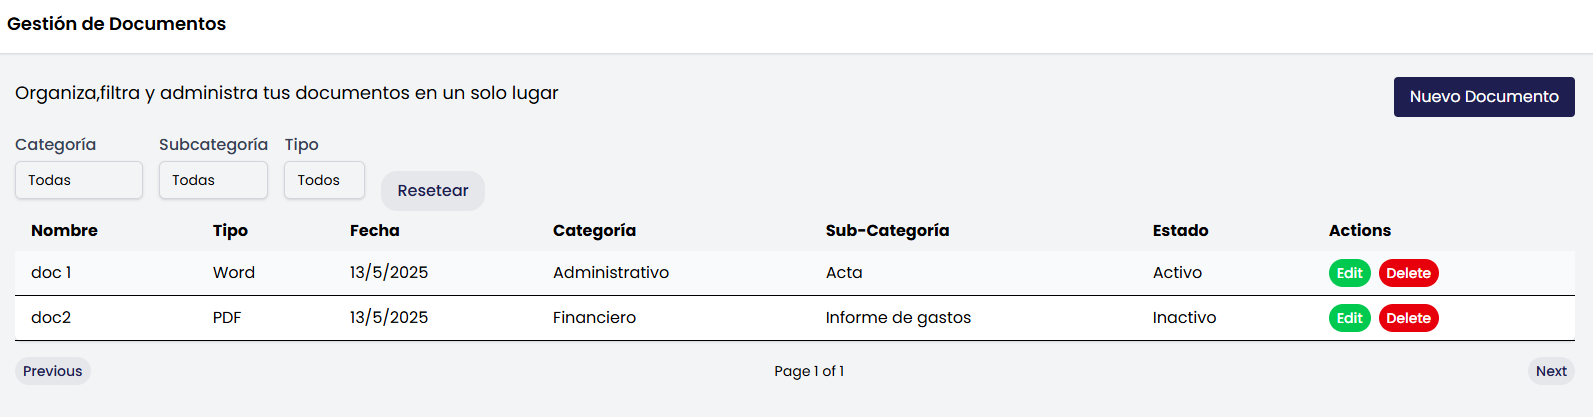 Gestión de Documentos
Organiza,filtra y administra tus documentos en un solo lugar
Nuevo Documento
Categoría Subcategoría Tipo
Todas Todas Todos Resetear
Nombre Tipo Fecha Categoría Sub-Categoría Estado Actions
doc 1 Word 13/5/2025 Administrativo Acta Activo Edit Delete
doc2 PDF 13/5/2025 Financiero Informe de gastos Inactivo Edit Delete
Previous Page 1 of 1 Next